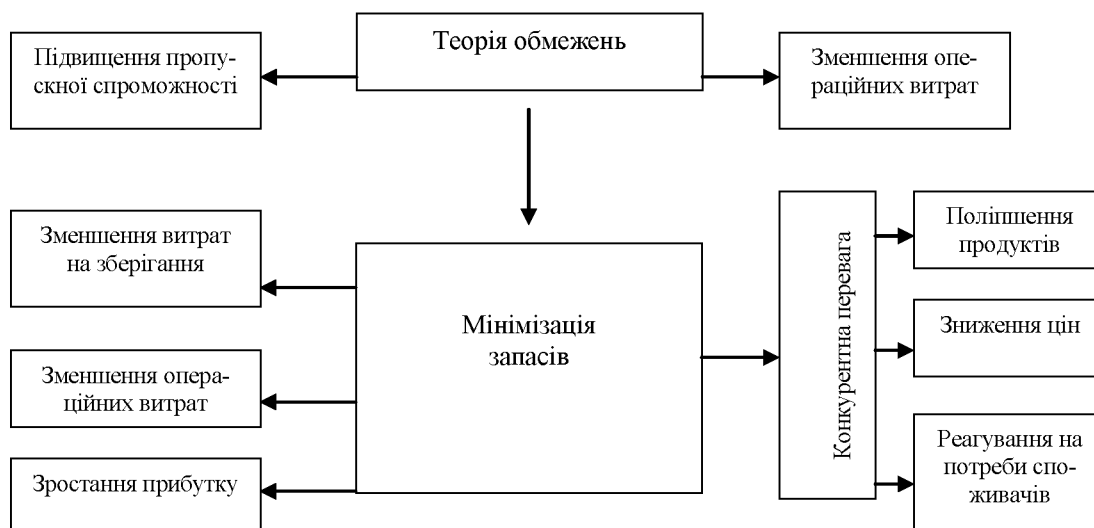 Теорія обмежень
Підвищення пропу-
скної спроможності
Зменшення опе-
раційних витрат
Зменшення витрат
на зберігання
Зменшення опера-
ційних витрат
Зростання прибутку
Мінімізація
запасів
Конкурентна перевага
Поліпшення
продуктів
Зниження цін
Реагування на
потреби спо-
живачів